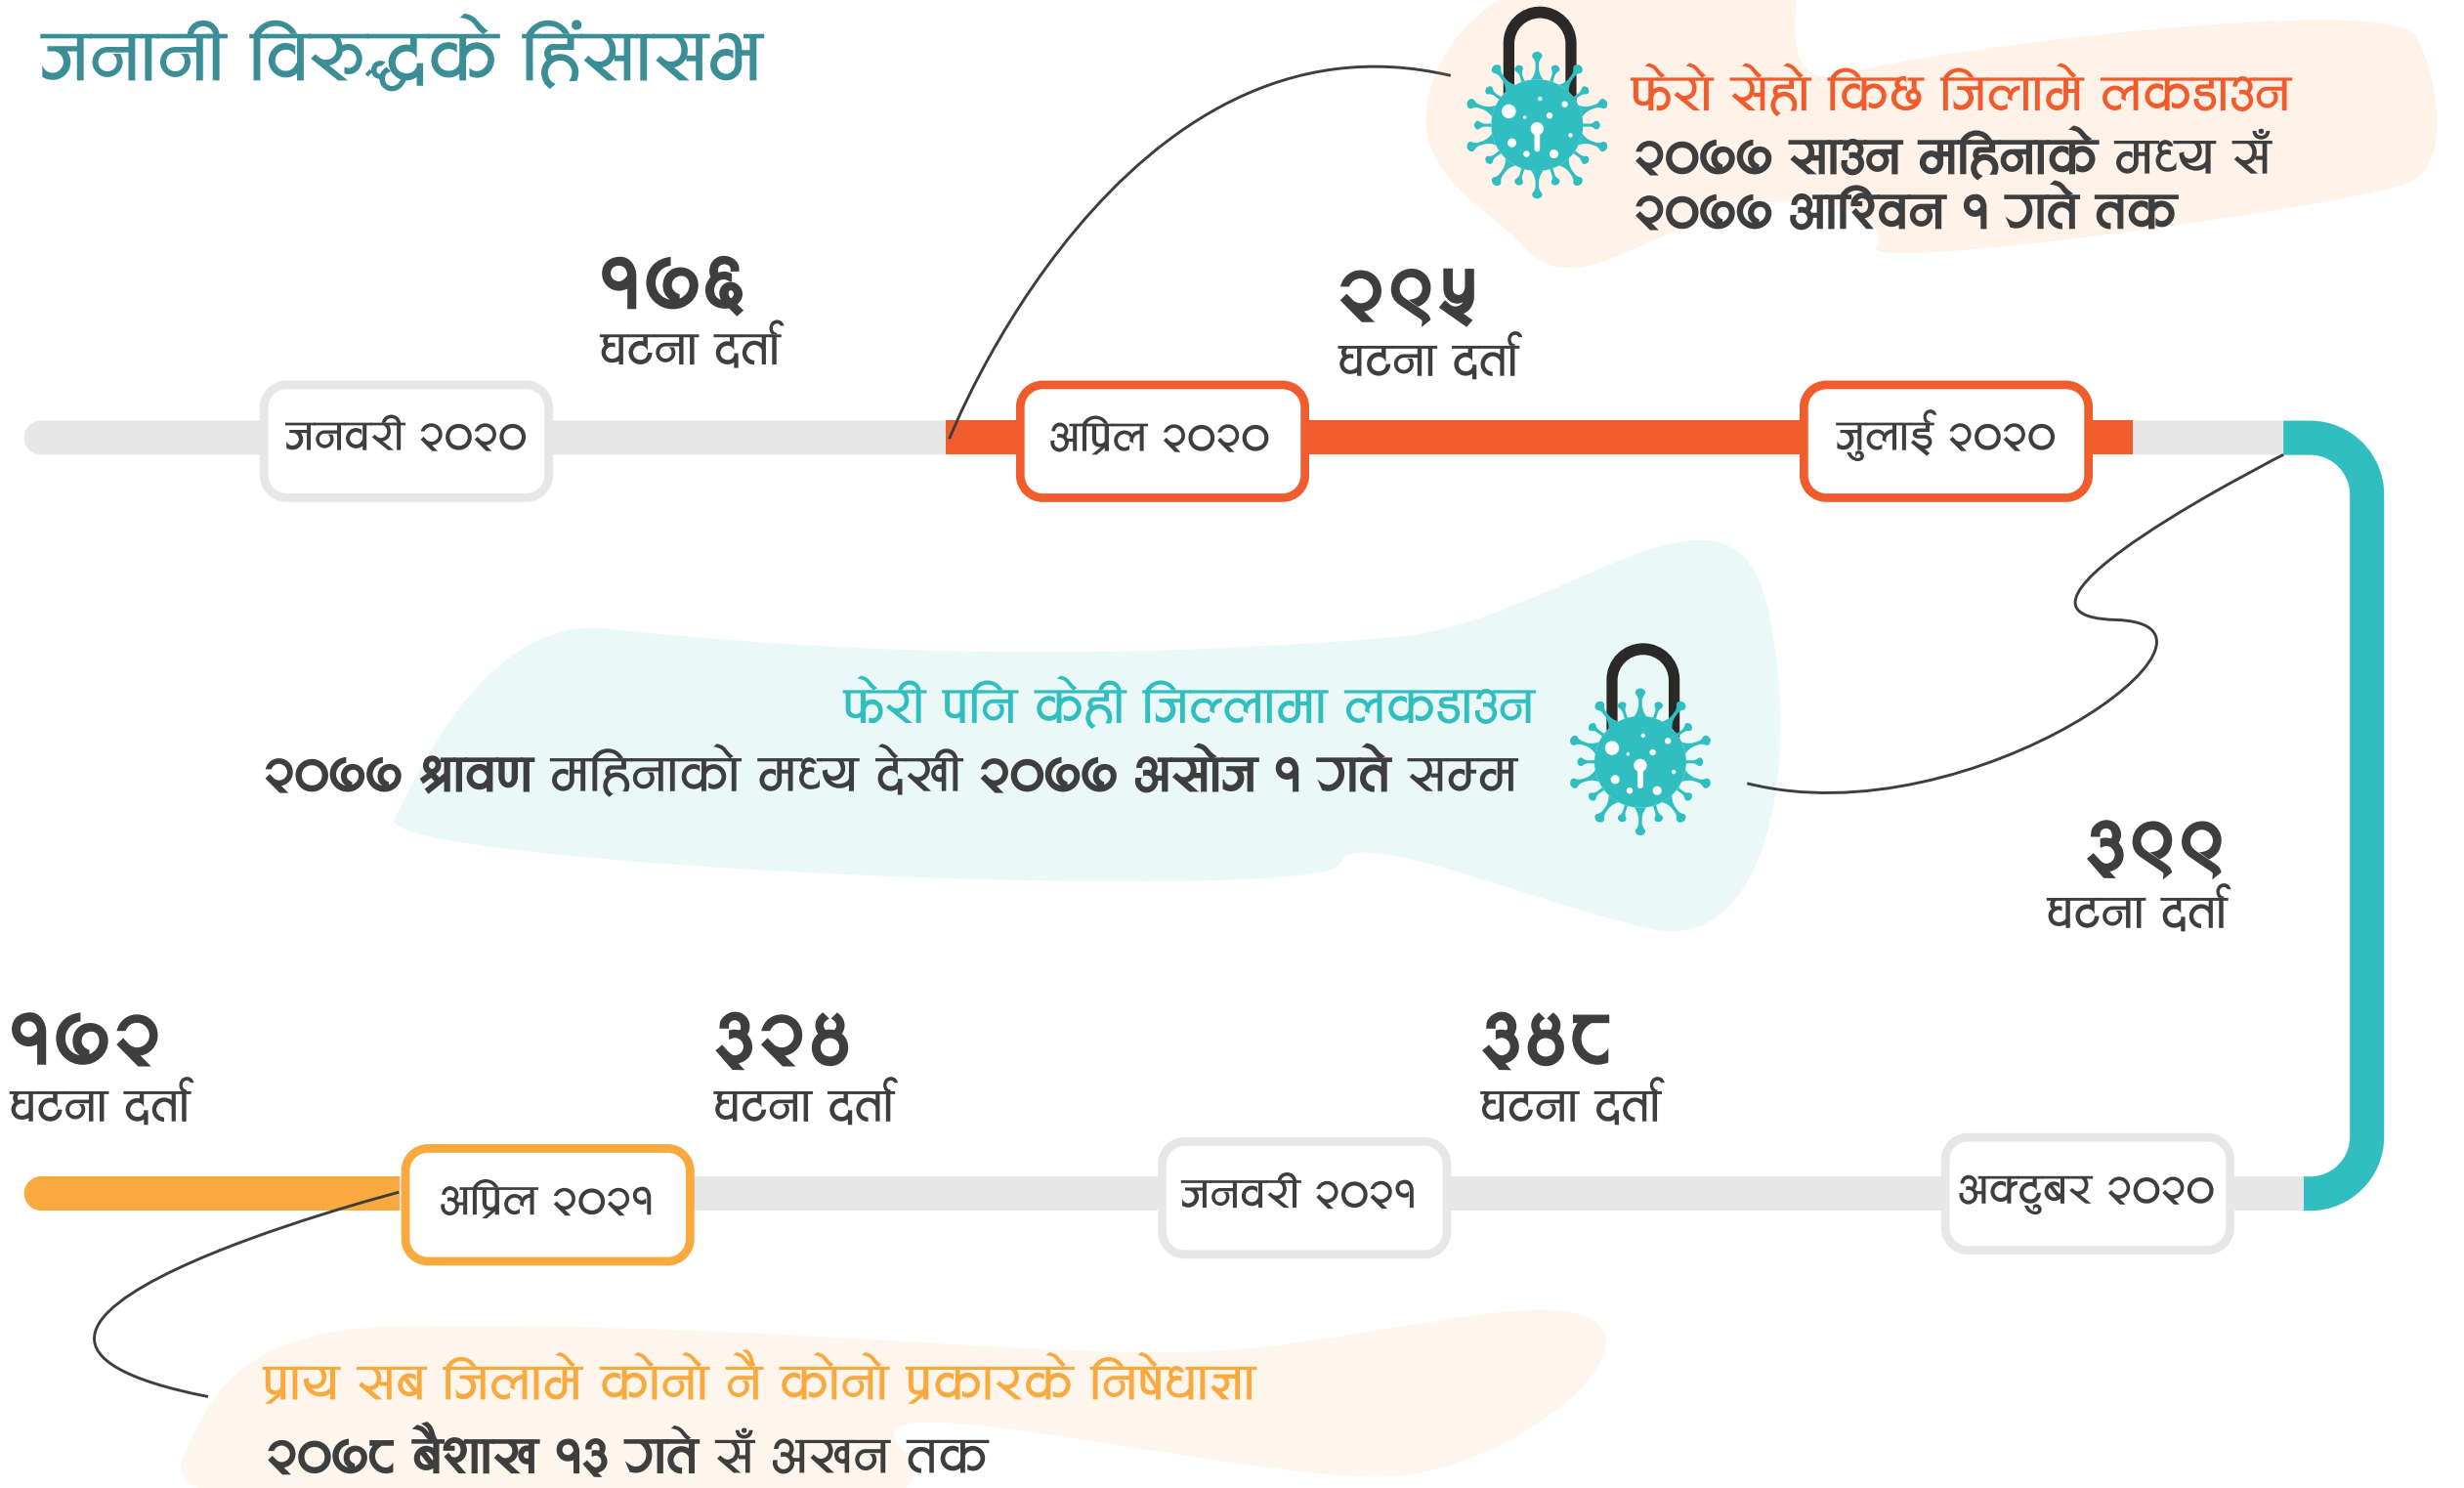 जनानी विरुद्धके हिंसासब
फेरो सेहो किछ जिल्लाके लकडाउन
२०७७ साउन महिनाके मध्य सँ
२०७७ आश्विन १ गते तक
१७६
घटना दर्ता
२९५
घटना दर्ता
जनवरी २०२०
अप्रिल २०२०
जुलाई २०२०
फेरी पनि केही जिल्लामा लकडाउन
२०७७ श्रावण महिनाको मध्य देखी २०७७ असोज १ गते सम्म
३९९
घटना दर्ता
१७२
घटना दर्ता
३२४
घटना दर्ता
३४८
घटना दर्ता
अप्रिल २०२१
जनवरी २०२१
अक्टुबर २०२०
प्राय सब जिलाके कोनो नै कोनो प्रकारके निषेधाज्ञा
२०७८ बैशाख १३ गते सँ अखन तक